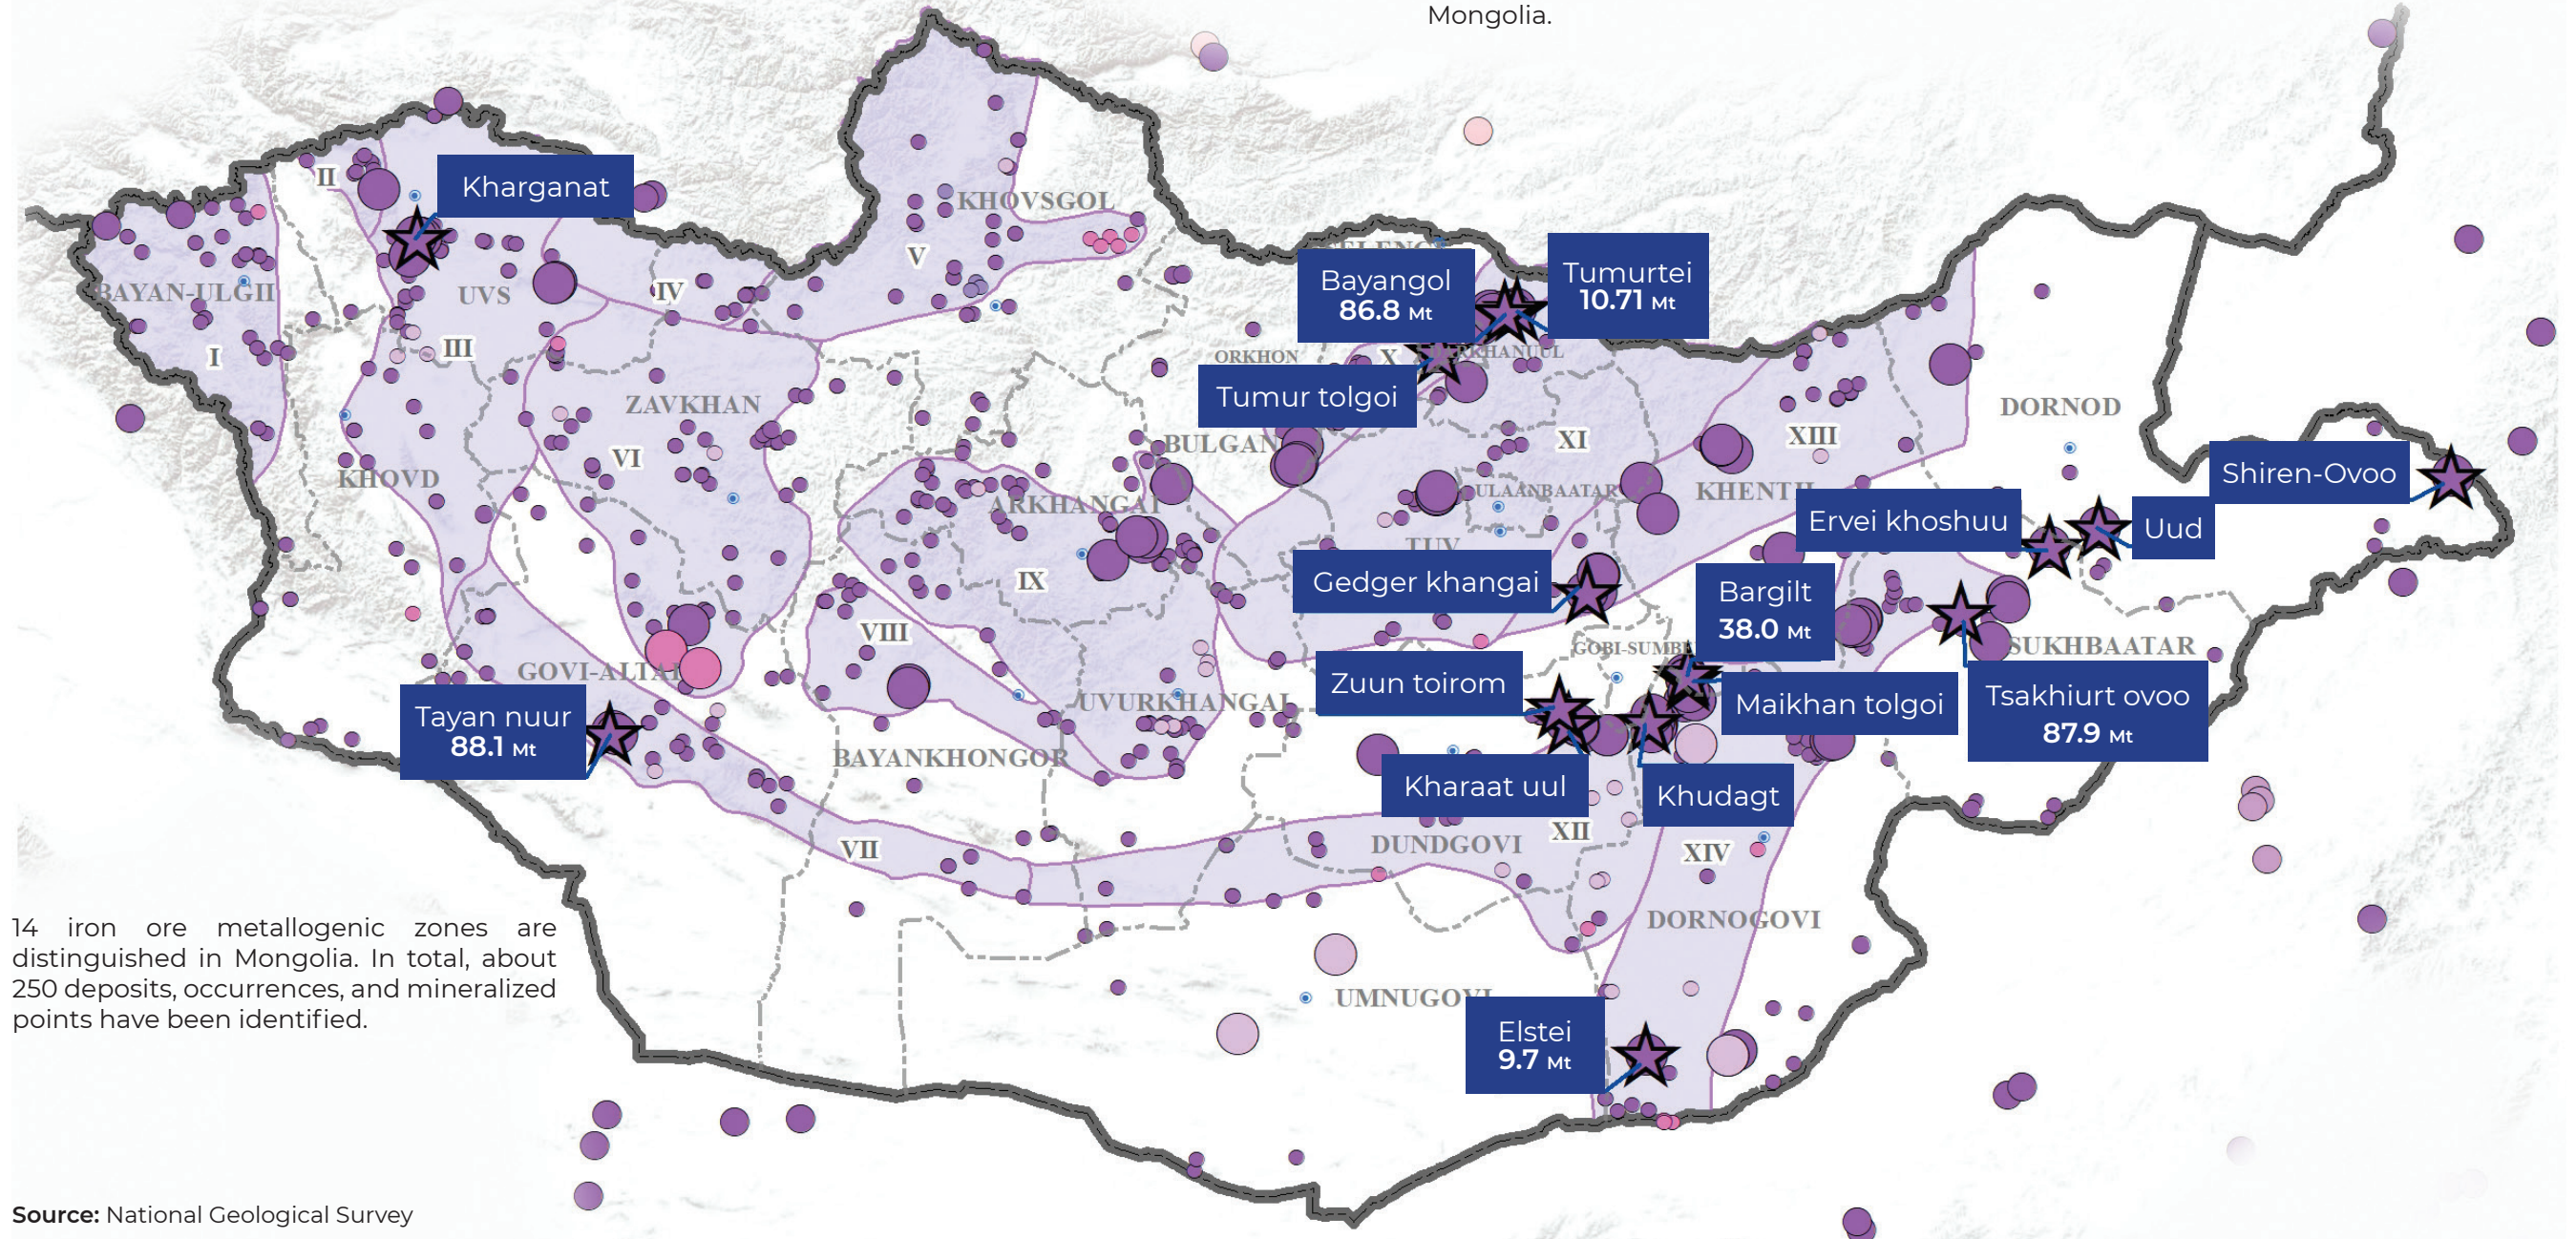 Mongolia.
Kharganat
II
KHOVSGOL
V
BAYAN-ULGII
UVS
IV
Bayangol
86.8 Mt
Tumurtei
10.71 Mt
I
III
ORKHON
X
Tumur tolgoi
ZAVKHAN
DORNOD
BULGAN
XI
XIII
VI
KHOVD
ARKHANGAI
ULAANBAATAR
KHENTII
Shiren-Ovoo
Ervei khoshuu
Uud
TUV
IX
Gedger khangai
Bargilt
38.0 Mt
VIII
SUKHBAATAR
GOVI-ALTAI
Zuun toirom
UVURKHANGAI
Maikhan tolgoi
Tsakhiurt ovoo
87.9 Mt
Tayan nuur
88.1 Mt
BAYANKHONGOR
Kharaat uul
Khudagt
VII
DUNDGOVI
XII
XIV
DORNOGOVI
14 iron ore metallogenic zones are
distinguished in Mongolia. In total, about
250 deposits, occurrences, and mineralized
points have been identified.
UMNUGOVI
Elstei
9.7 Mt
Source: National Geological Survey